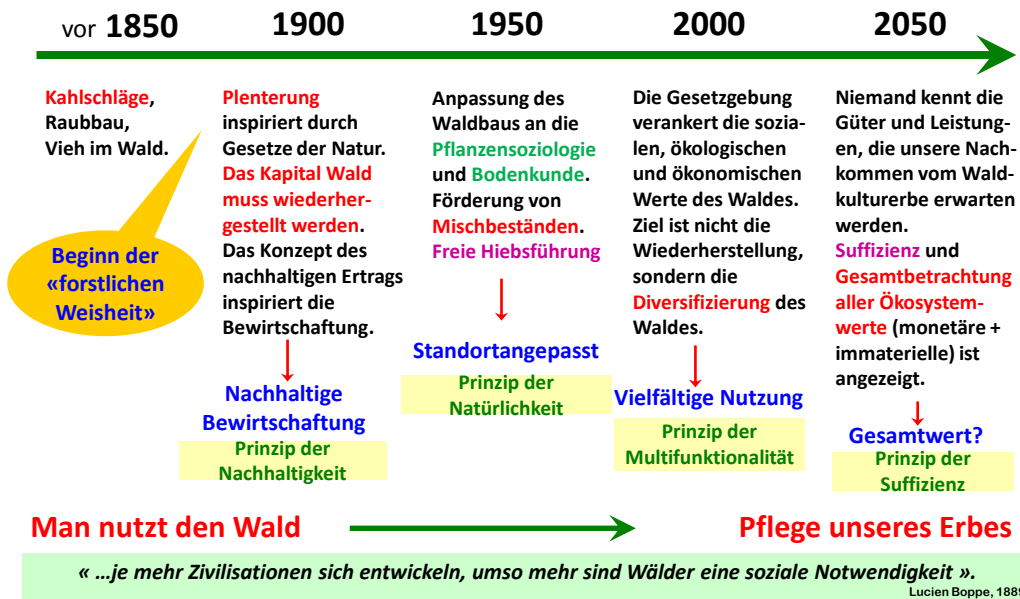 vor 1850
1900
1950
2000
2050
Kahlschläge,
Raubbau,
Vieh im Wald.
Beginn der
«forstlichen
Weisheit»
Plenterung
inspiriert durch
Gesetze der Natur.
Das Kapital Wald
muss wiederher-
gestellt werden.
Das Konzept des
nachhaltigen Ertrags
inspiriert die
Bewirtschaftung.
Nachhaltige
Bewirtschaftung
Prinzip der
Nachhaltigkeit
Anpassung des
Waldbaus an die
Pflanzensoziologie
und Bodenkunde.
Förderung von
Mischbeständen.
Freie Hiebsführung
Standortangepasst
Prinzip der
Natürlichkeit
Die Gesetzgebung
verankert die sozia-
len, ökologischen
und ökonomischen
Werte des Waldes.
Ziel ist nicht die
Wiederherstellung,
sondern die
Diversifizierung des
Waldes.
Vielfältige Nutzung
Prinzip der
Multifunktionalität
Niemand kennt die
Güter und Leistung-
en, die unsere Nach-
kommen vom Wald-
kulturerbe erwarten
werden.
Suffizienz und
Gesamtbetrachtung
aller Ökosystem-
werte (monetäre +
immaterielle) ist
angezeigt.
Gesamtwert?
Prinzip der
Suffizienz
Man nutzt den Wald
Pflege unseres Erbes
« …je mehr Zivilisationen sich entwickeln, umso mehr sind Wälder eine soziale Notwendigkeit ».
Lucien Boppe, 1889